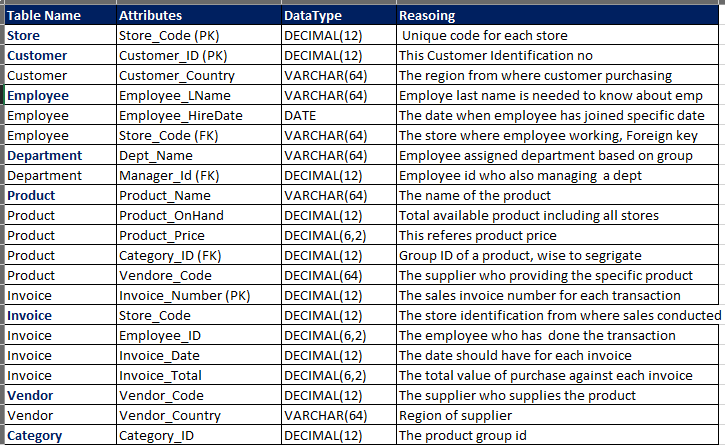 Table Name Attributes DataType Reasoing
Store Store_Code (PK) DECIMAL(12) Unique code for each store
Customer Customer_ID (PK) DECIMAL(12) This Customer Identification no
Customer Customer_Country VARCHAR(64) The region from where customer purchasing
Employee Employee_LName VARCHAR(64) Employe last name is needed to know about emp
Employee Employee_HireDate DATE The date when employee has joined specific date
Employee Store_Code (FK) VARCHAR(64) The store where employee working, Foreign key
Department Dept_Name VARCHAR(64) Employee assigned department based on group
Department Manager_Id (FK) DECIMAL(12) Employee id who also managing a dept
Product Product_Name VARCHAR(64) The name of the product
Product Product_OnHand DECIMAL(12) Total available product including all stores
Product Product_Price DECIMAL(6,2) This referes product price
Product Category_ID (FK) DECIMAL(12) Group ID of a product, wise to segrigate
Product Vendore_Code DECIMAL(64) The supplier who providing the specific product
Invoice Invoice_Number (PK) DECIMAL(12) The sales invoice number for each transaction
Invoice Store_Code DECIMAL(12) The store identification from where sales conducted
Invoice Employee_ID DECIMAL(6,2) The employee who has done the transaction
Invoice Invoice_Date DECIMAL(12) The date should have for each invoice
Invoice Invoice_Total DECIMAL(6,2) The total value of purchase against each invoice
Vendor Vendor_Code DECIMAL(12) The supplier who supplies the product
Vendor Vendor_Country VARCHAR(64) Region of supplier
Category Category_ID DECIMAL(12) The product group id